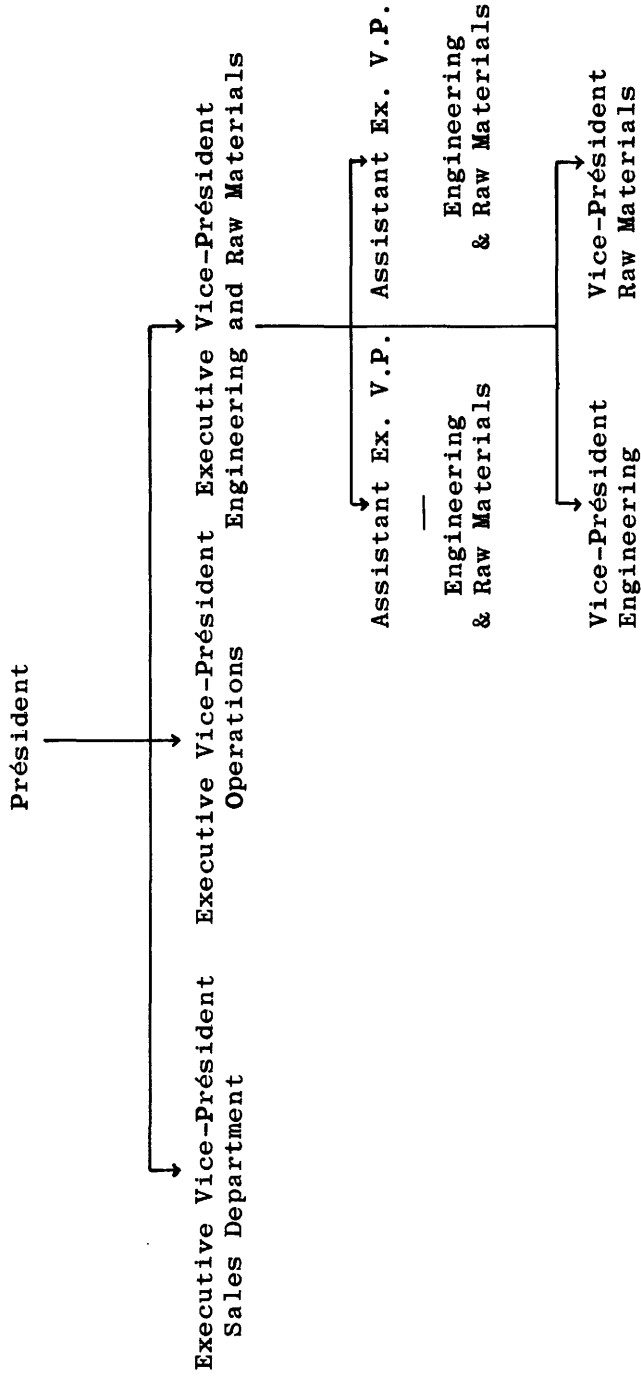 Président
Executive Vice-Président
Sales Department
Executive Vice-Président
Operations
Executive Vice-Président
Engineering and Raw Materials
Assistant Ex. V.P.
Engineering
& Raw Materials
Assistant Ex. V.P.
Engineering
& Raw Materials
Vice-Président
Engineering
Vice-Président
Raw Materials